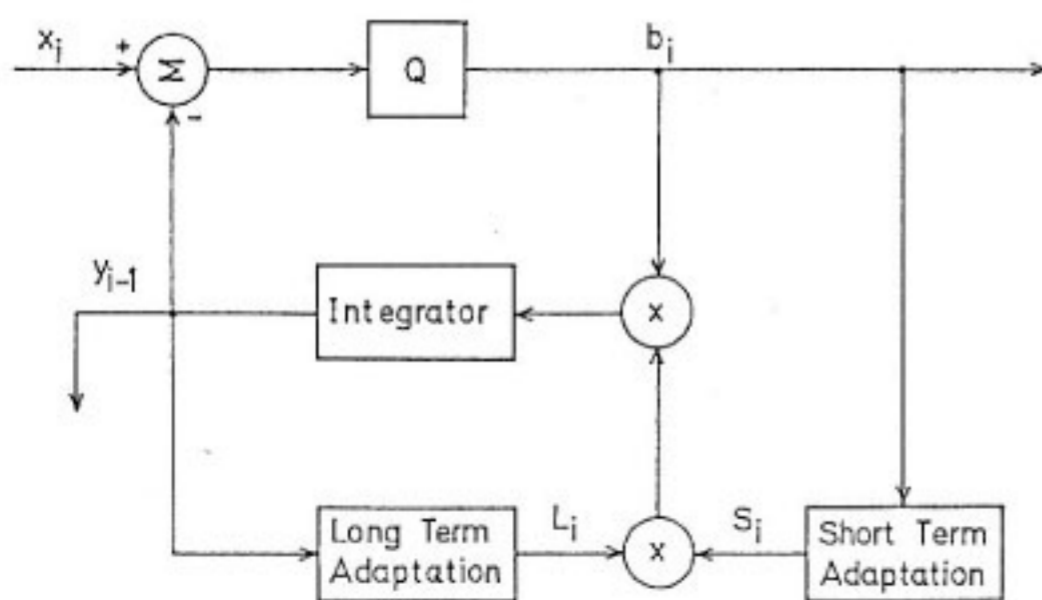 xᵢ
+
Σ
-
Q
bᵢ
yᵢ₋₁
Integrator
x
Long Term
Adaptation
Lᵢ
x
Sᵢ
Short Term
Adaptation